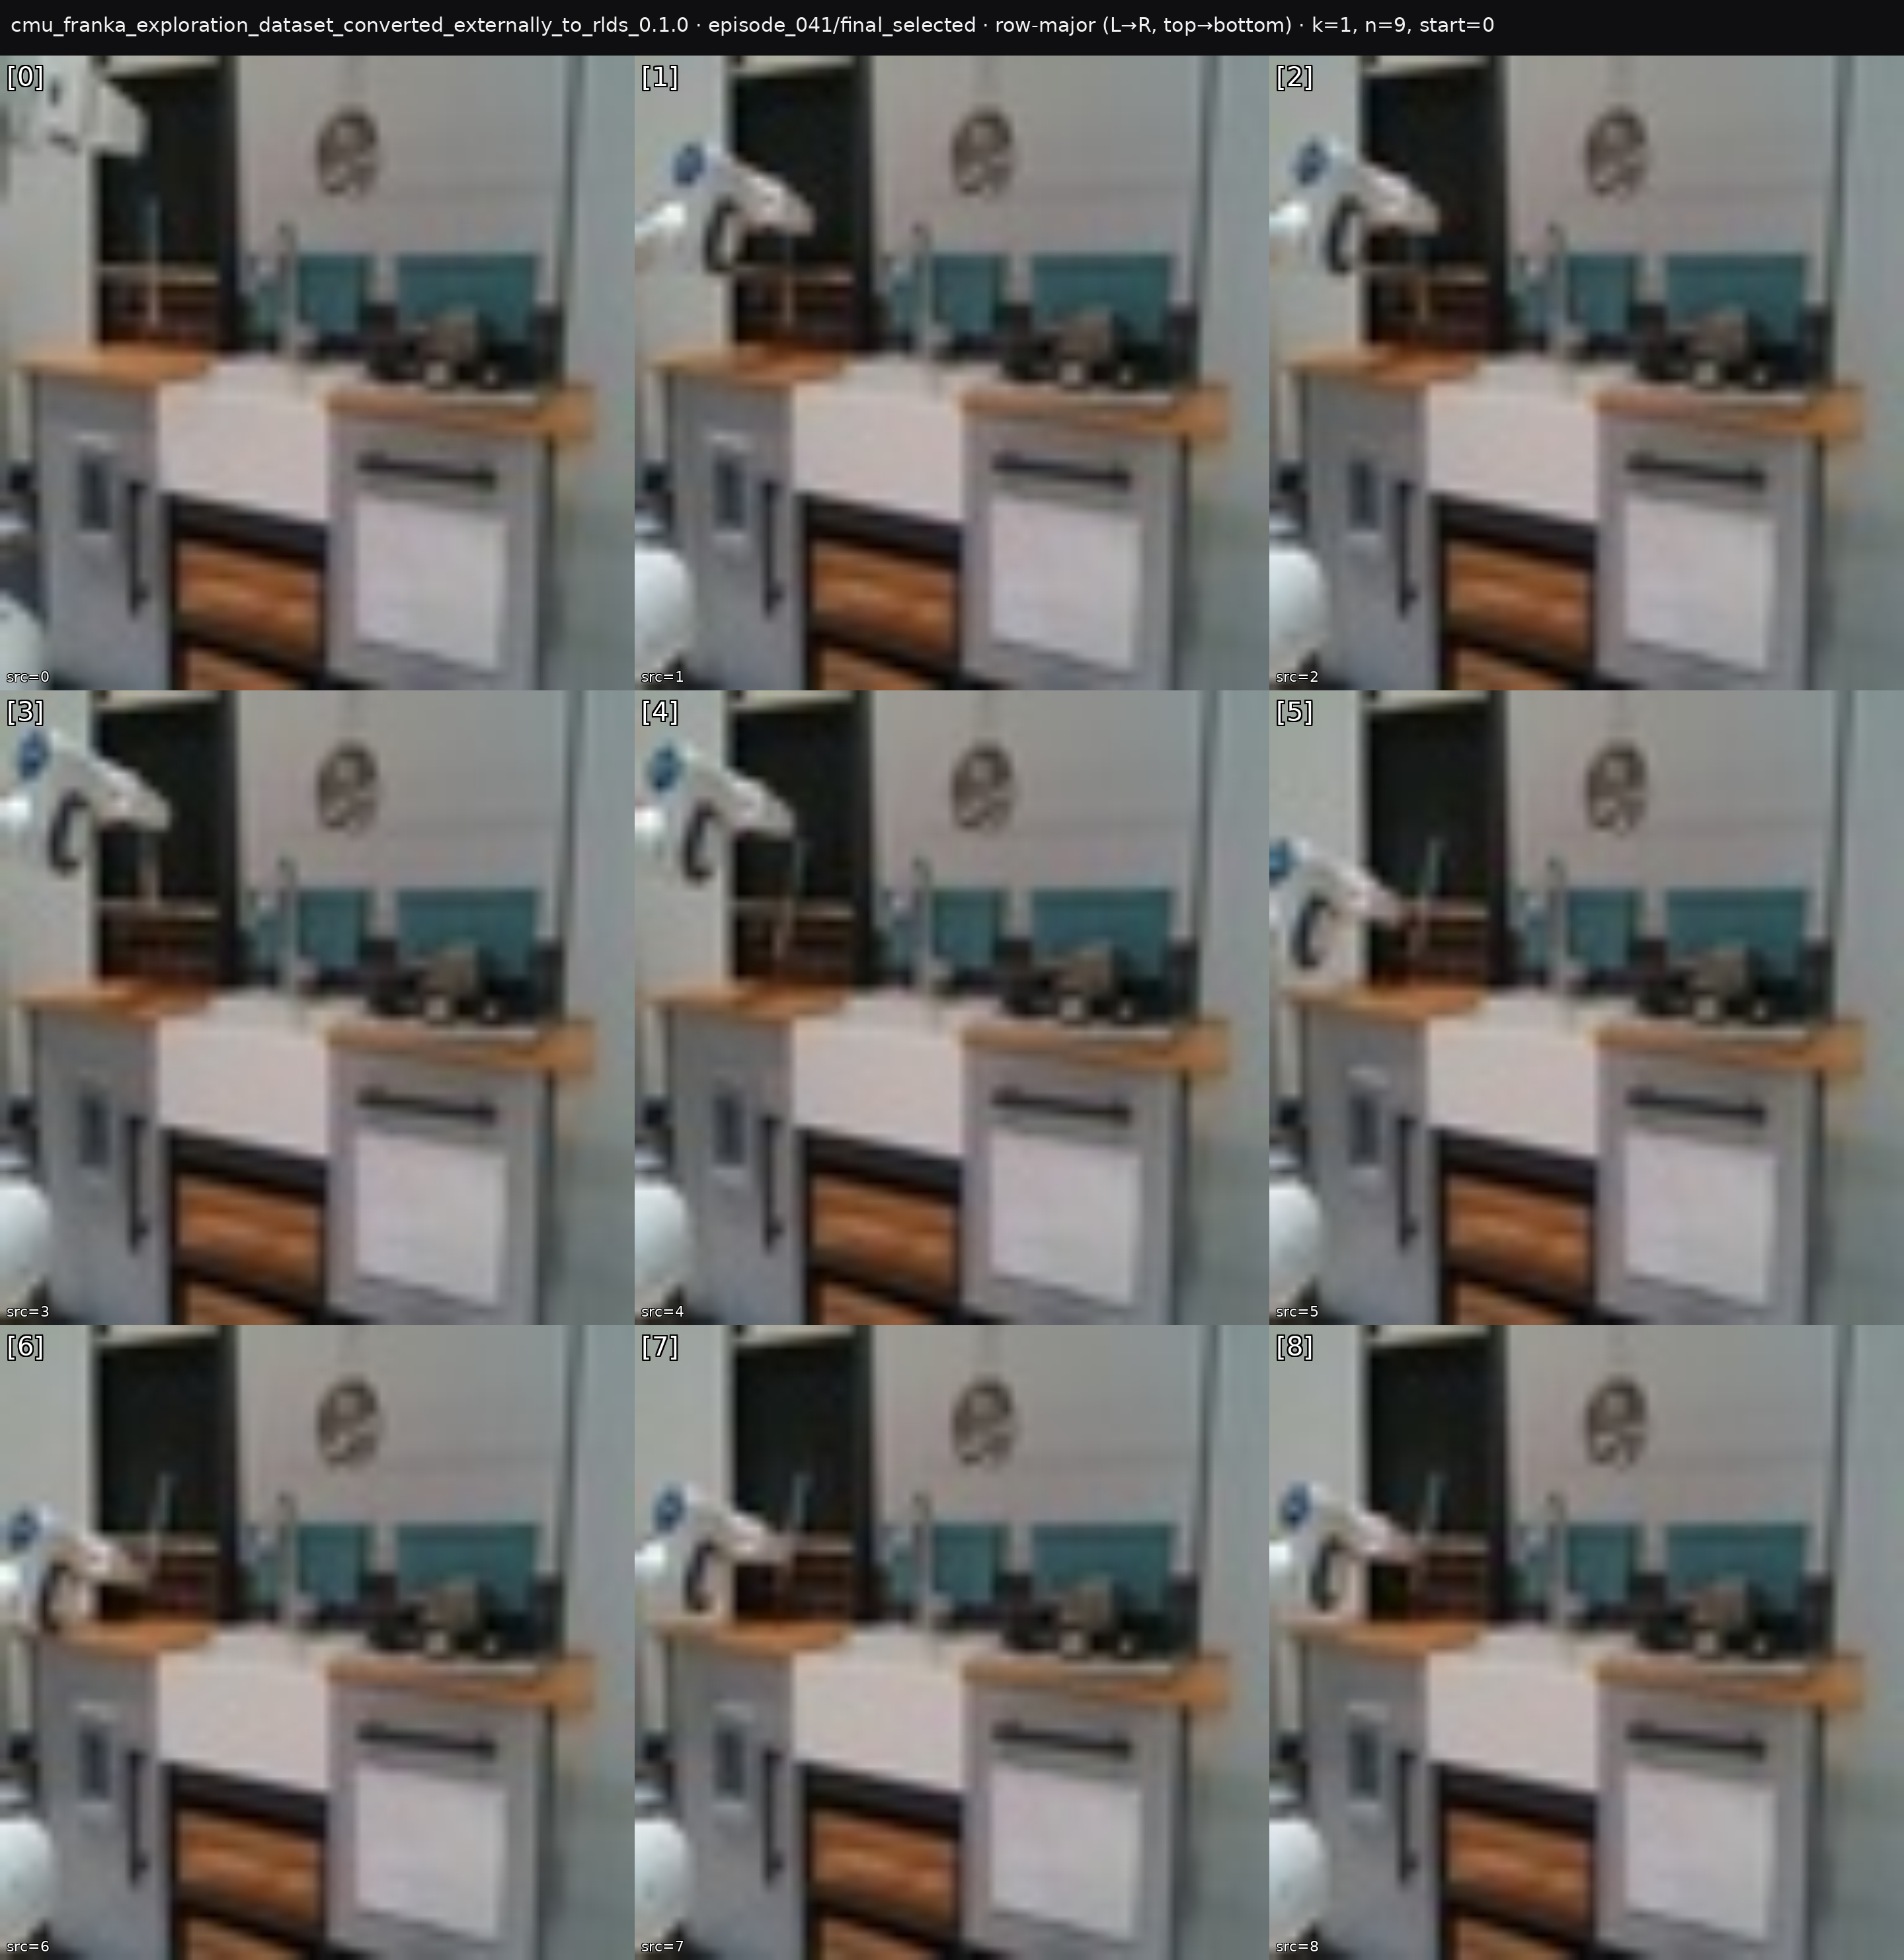 cmu_franka_exploration_dataset_converted_externally_to_rlds_0.1.0 · episode_041/final_selected · row-major (L→R, top→bottom) · k=1, n=9, start=0
[0]
[1]
[2]
src=0
src=1
src=2
[3]
[4]
[5]
src=3
src=4
src=5
[6]
[7]
[8]
src=6
src=7
src=8